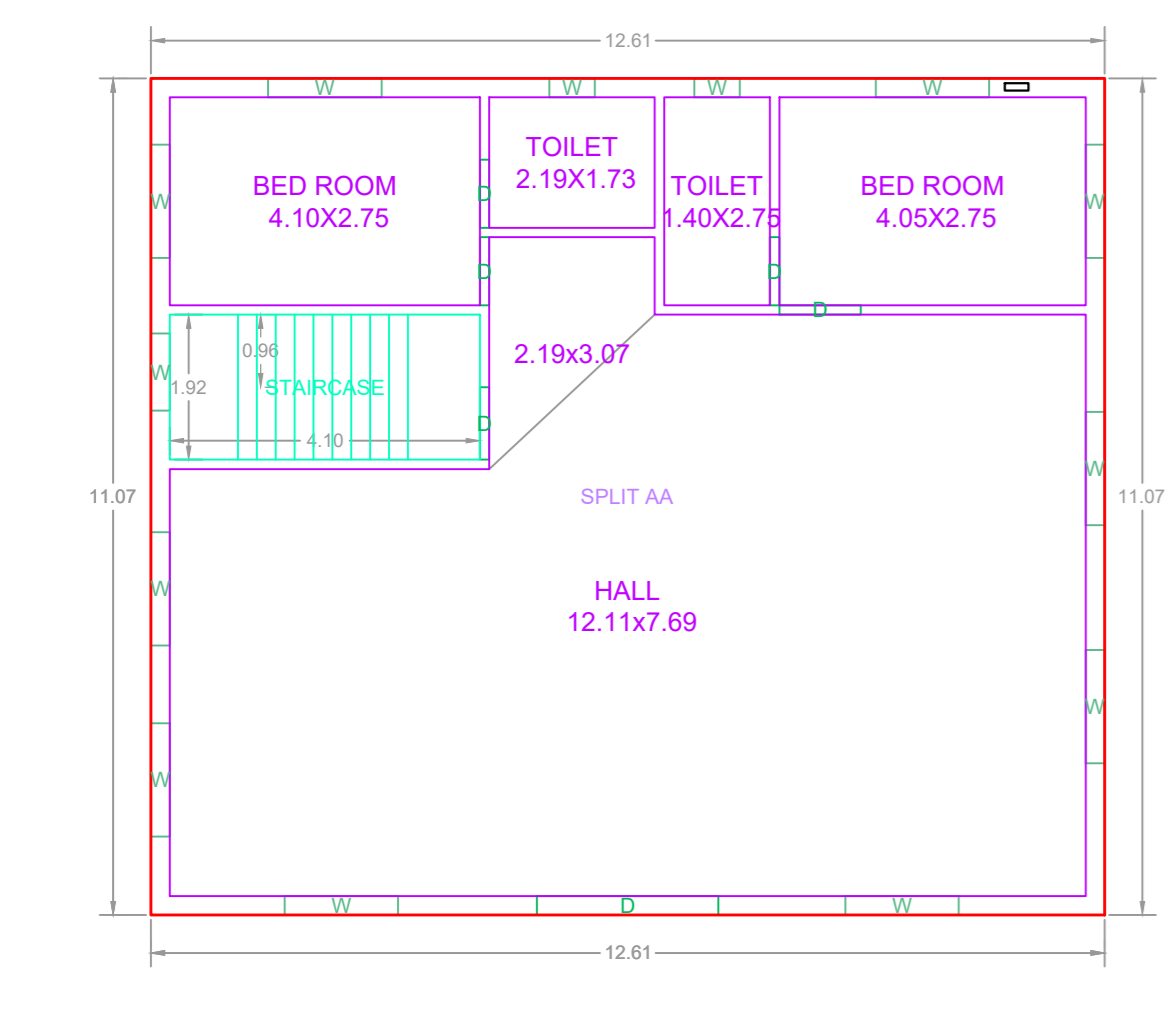 12.61
W W W W
TOILET
2.19X1.73
BED ROOM
4.10X2.75
TOILET
1.40X2.75
BED ROOM
4.05X2.75
W
D
W
D
D
D
0.96
2.19x3.07
W
1.92
STAIRCASE
D
4.10
W
11.07
SPLIT AA
11.07
W
HALL
12.11x7.69
W
W
W
D
W
12.61